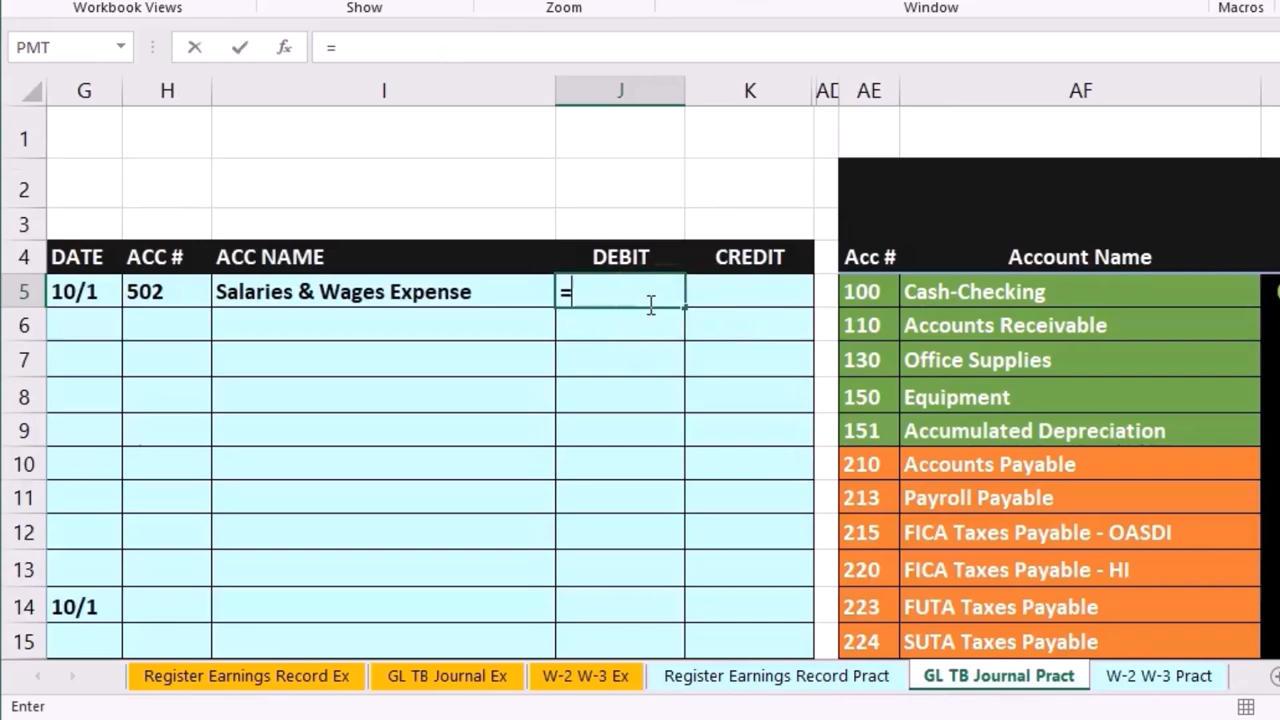 Workbook Views Show Zoom Window Macros
PMT =
G H I J K AD AE AF
1
2
3
4 DATE ACC # ACC NAME DEBIT CREDIT Acc # Account Name
5 10/1 502 Salaries & Wages Expense = 100 Cash-Checking
6 110 Accounts Receivable
7 130 Office Supplies
8 150 Equipment
9 151 Accumulated Depreciation
10 210 Accounts Payable
11 213 Payroll Payable
12 215 FICA Taxes Payable - OASDI
13 220 FICA Taxes Payable - HI
14 10/1 223 FUTA Taxes Payable
15 224 SUTA Taxes Payable
Register Earnings Record Ex GL TB Journal Ex W-2 W-3 Ex Register Earnings Record Pract GL TB Journal Pract W-2 W-3 Pract
Enter